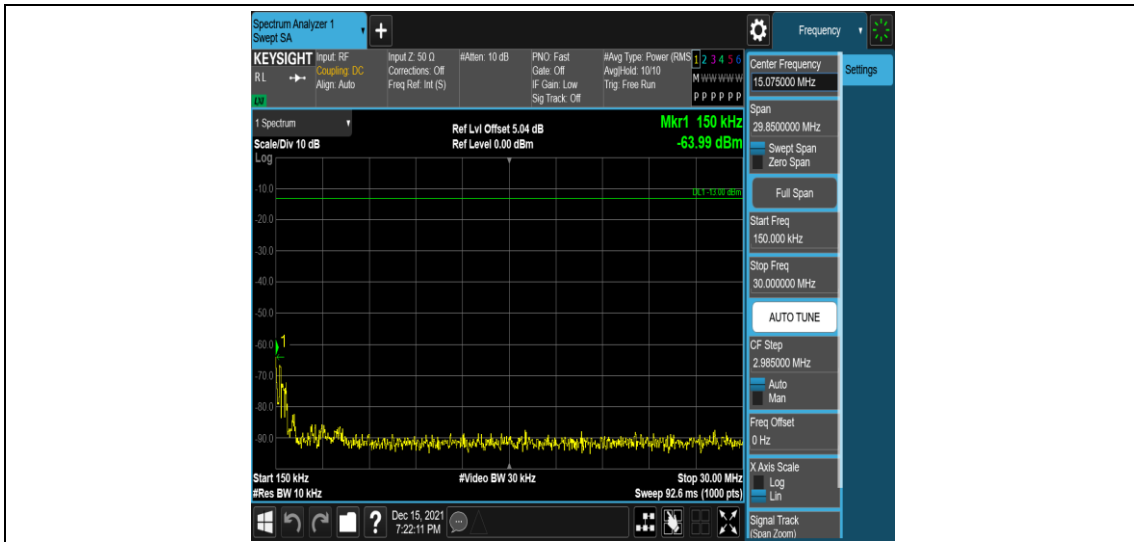 Spectrum Analyzer 1
Swept SA
Frequency
KEYSIGHT
RL
Input: RF
Coupling: DC
Align: Auto
Input Z: 50 Ω
Corrections: Off
Freq Ref: Int (S)
#Atten: 10 dB
PNO: Fast
Gate: Off
IF Gain: Low
Sig Track: Off
#Avg Type: Power (RMS
Avg|Hold: 10/10
Trig: Free Run
1 2 3 4 5 6
M W W W W W
P P P P P P
LXI
1 Spectrum
Scale/Div 10 dB
Log
Ref Lvl Offset 5.04 dB
Ref Level 0.00 dBm
Mkr1 150 kHz
-63.99 dBm
DL1 -13.00 dBm
-10.0
-20.0
-30.0
-40.0
-50.0
-60.0
1
-70.0
-80.0
-90.0
Start 150 kHz
#Res BW 10 kHz
#Video BW 30 kHz
Stop 30.00 MHz
Sweep 92.6 ms (1000 pts)
?
Dec 15, 2021
7:22:11 PM
Center Frequency
15.075000 MHz
Settings
Span
29.8500000 MHz
Swept Span
Zero Span
Full Span
Start Freq
150.000 kHz
Stop Freq
30.000000 MHz
AUTO TUNE
CF Step
2.985000 MHz
Auto
Man
Freq Offset
0 Hz
X Axis Scale
Log
Lin
Signal Track
(Span Zoom)